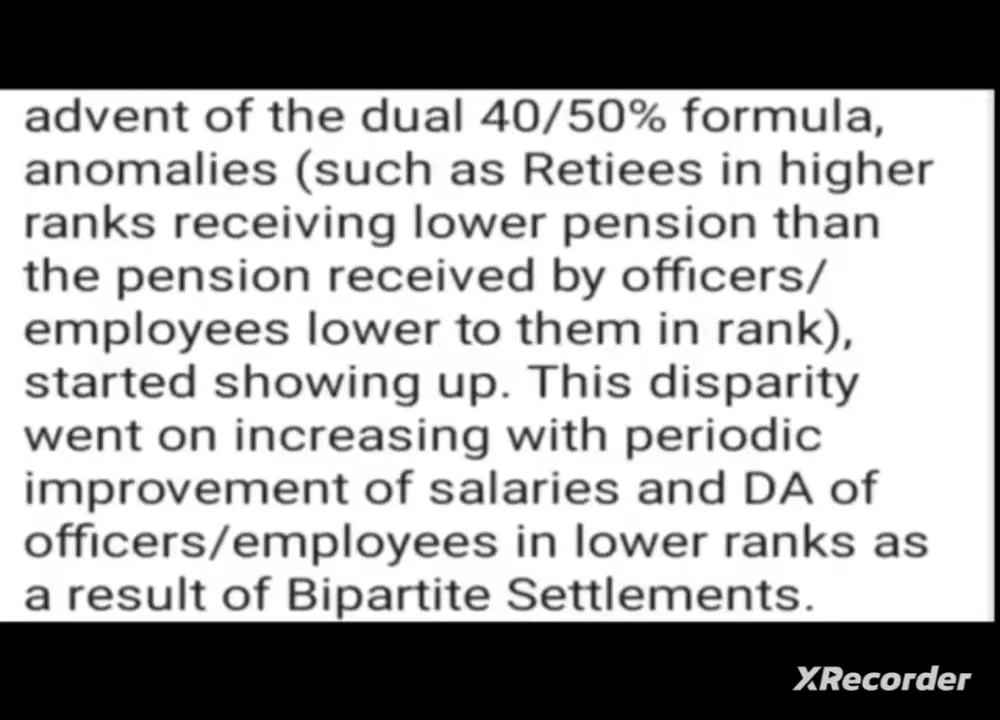 advent of the dual 40/50% formula,
anomalies (such as Retiees in higher
ranks receiving lower pension than
the pension received by officers/
employees lower to them in rank),
started showing up. This disparity
went on increasing with periodic
improvement of salaries and DA of
officers/employees in lower ranks as
a result of Bipartite Settlements.
XRecorder